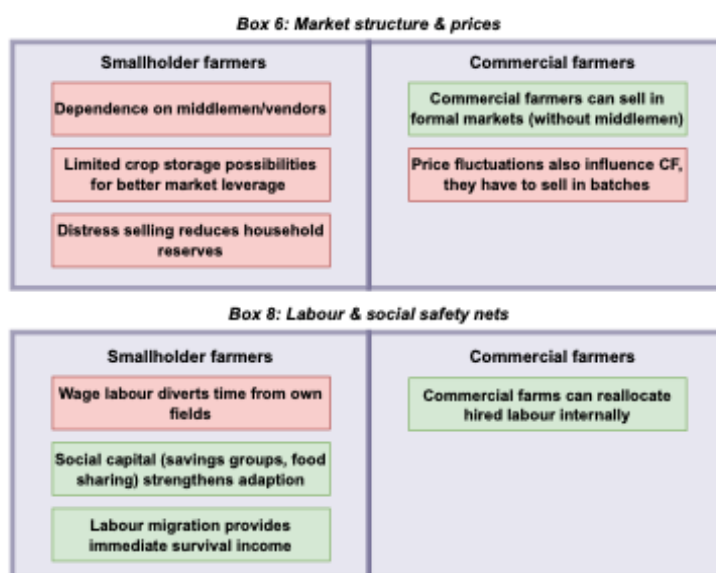 Box 6: Market structure & prices
Smallholder farmers
Dependence on middlemen/vendors
Limited crop storage possibilities
for better market leverage
Distress selling reduces household
reserves
Commercial farmers
Commercial farmers can sell in
formal markets (without middlemen)
Price fluctuations also influence CF,
they have to sell in batches
Box 8: Labour & social safety nets
Smallholder farmers
Wage labour diverts time from own
fields
Social capital (savings groups, food
sharing) strengthens adaption
Labour migration provides
immediate survival income
Commercial farmers
Commercial farms can reallocate
hired labour internally